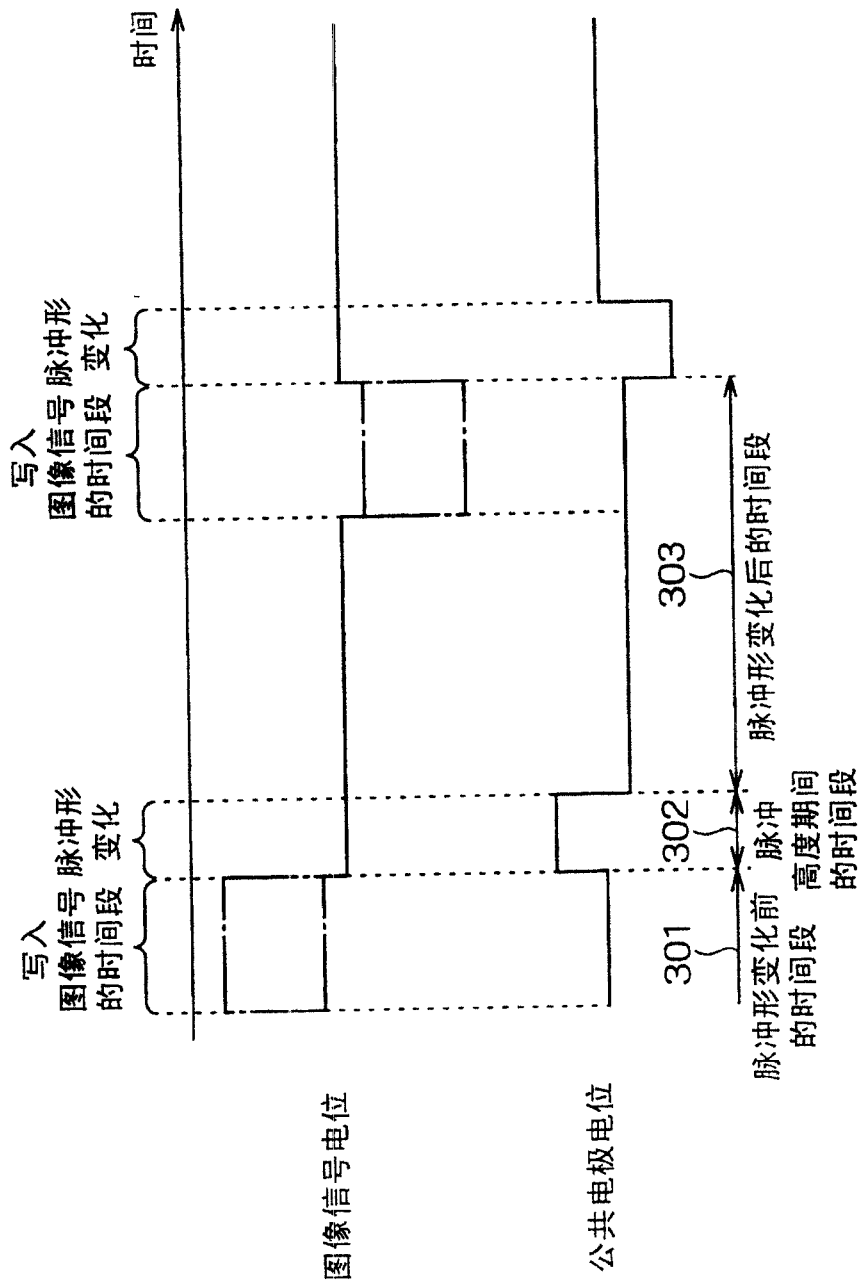 时间
写入
图像信号
的时间段
脉冲形
变化
写入
图像信号
的时间段
脉冲形
变化
图像信号电位
公共电极电位
301
302
303
脉冲形变化前
的时间段
脉冲
高度期间
的时间段
脉冲形变化后的时间段